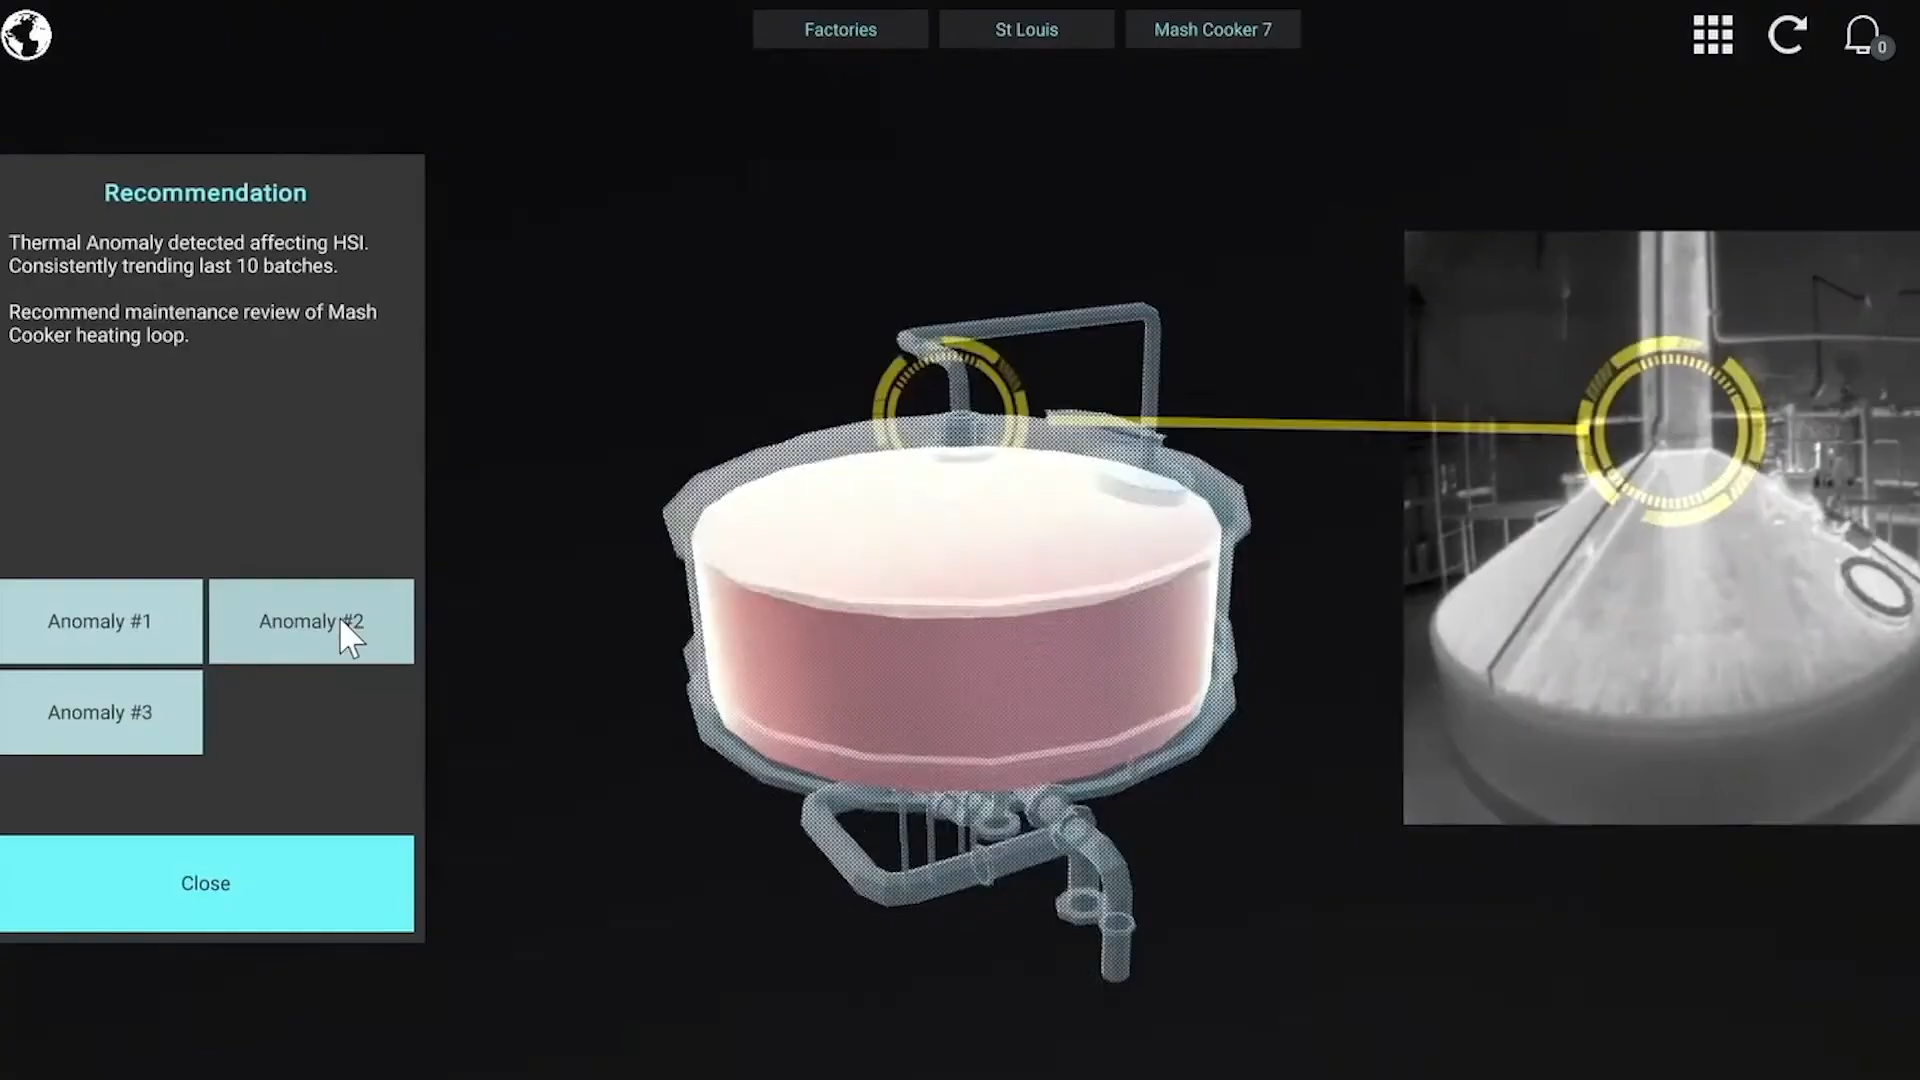 Factories
St Louis
Mash Cooker 7
0
Recommendation
Thermal Anomaly detected affecting HSI.
Consistently trending last 10 batches.
Recommend maintenance review of Mash
Cooker heating loop.
Anomaly #1
Anomaly #2
Anomaly #3
Close